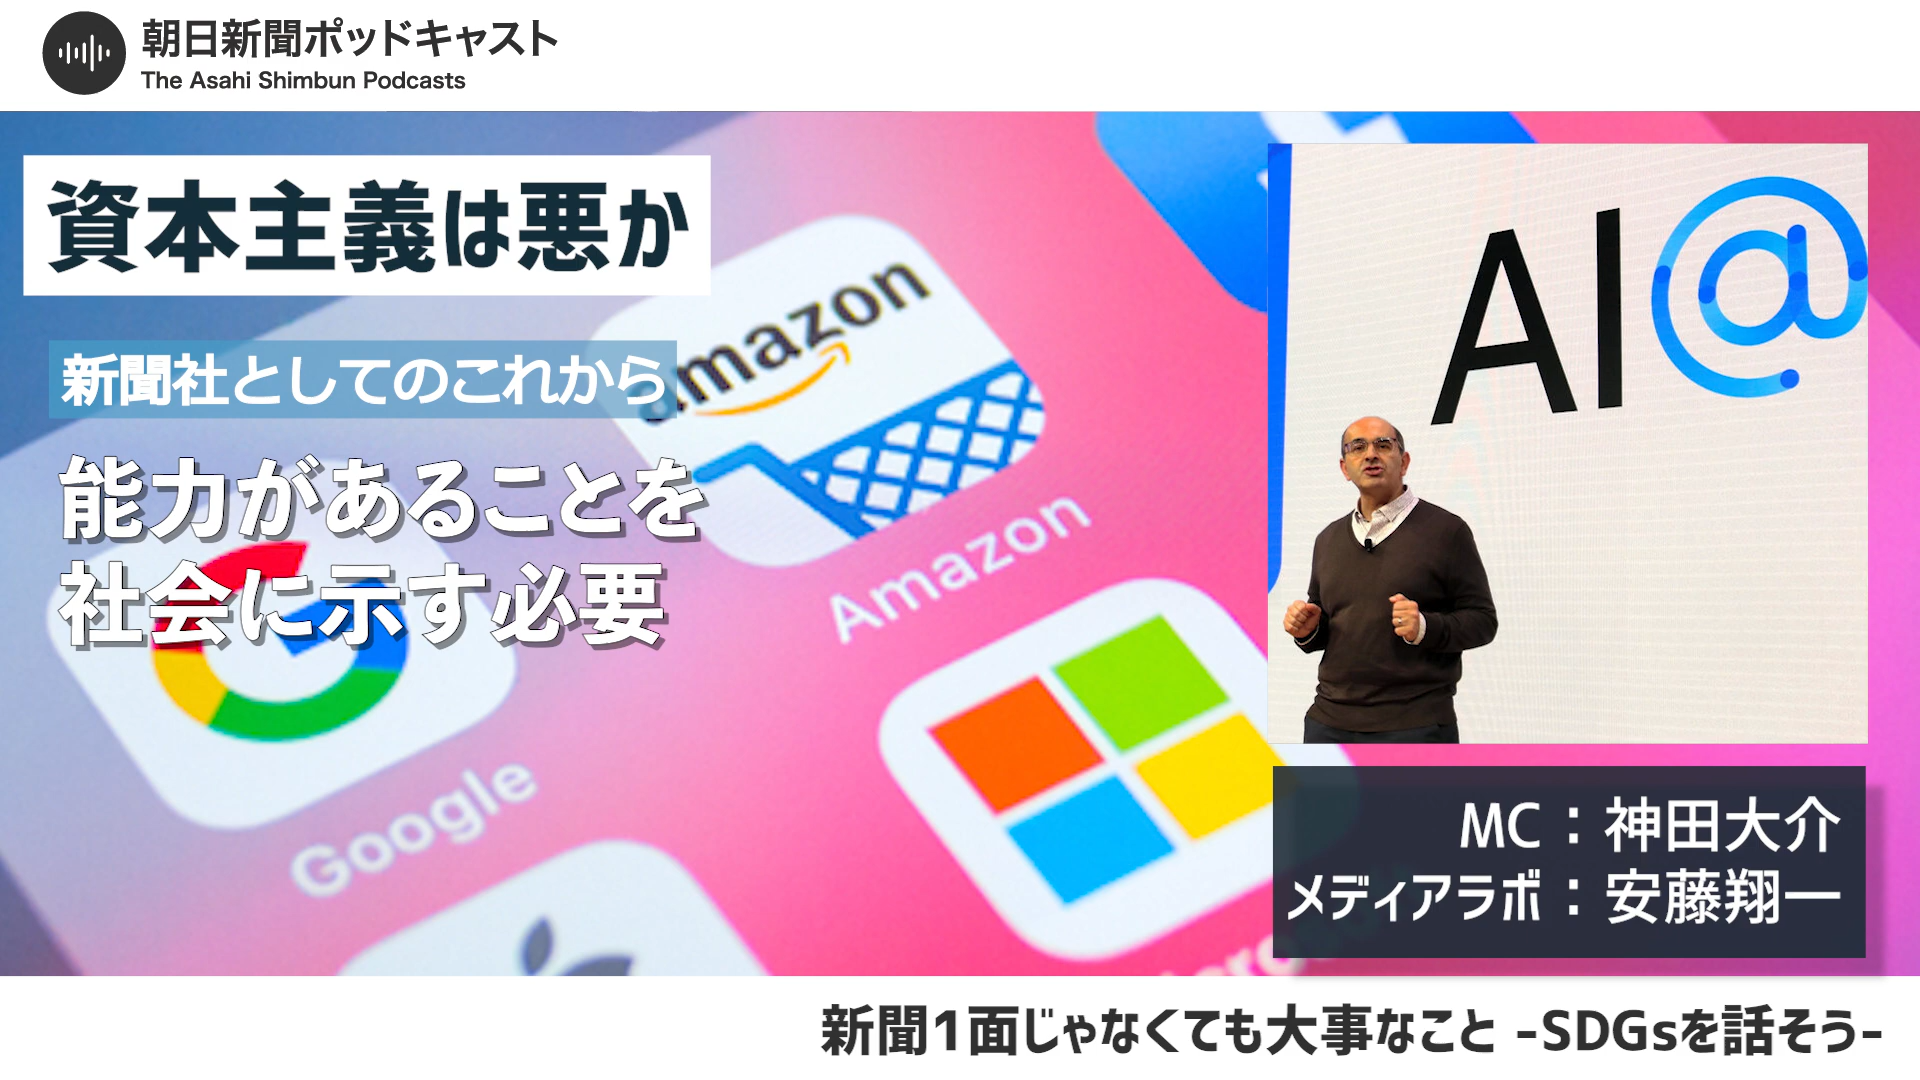 朝日新聞ポッドキャスト
The Asahi Shimbun Podcasts
資本主義は悪か
新聞社としてのこれから
能力があることを
社会に示す必要
amazon
Amazon
Google
AI@
MC：神田大介
メディアラボ：安藤翔一
新聞1面じゃなくても大事なこと -SDGsを話そう-